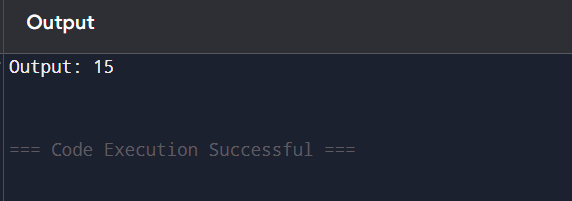 Output
Output: 15
=== Code Execution Successful ===